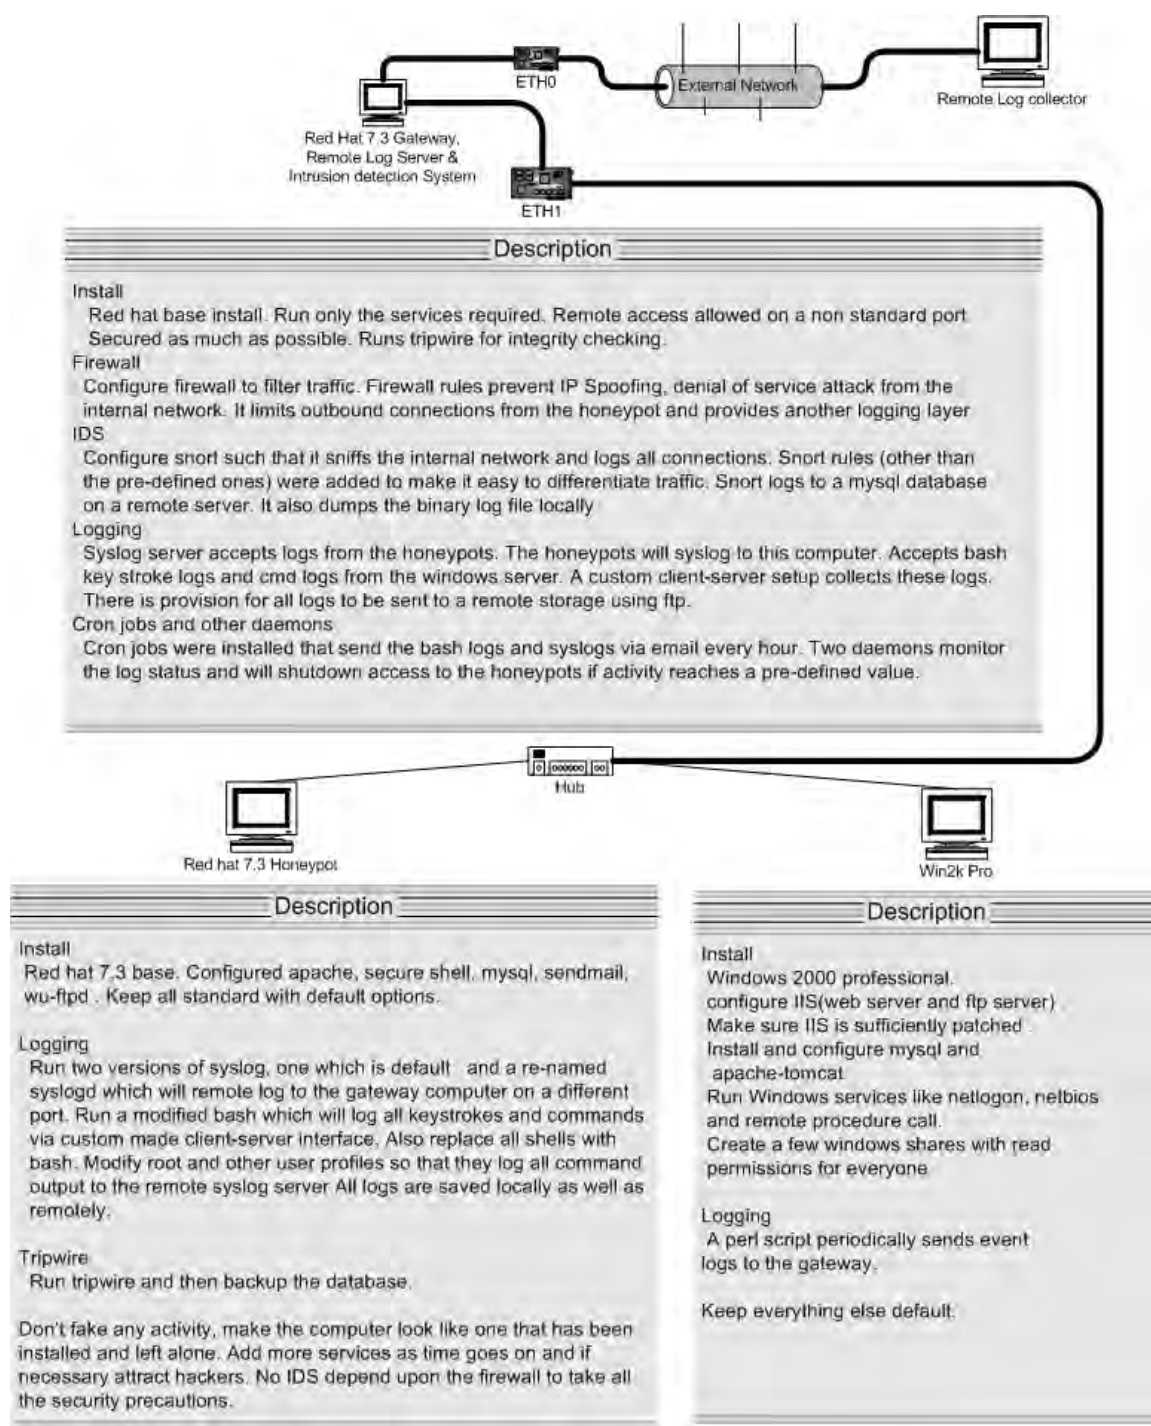 ETH0
External Network
Remote Log collector
Red Hat 7.3 Gateway,
Remote Log Server &
Intrusion detection System
ETH1
Description
Install
Red hat base install. Run only the services required. Remote access allowed on a non standard port
Secured as much as possible. Runs tripwire for integrity checking.
Firewall
Configure firewall to filter traffic. Firewall rules prevent IP Spoofing, denial of service attack from the
internal network. It limits outbound connections from the honeypot and provides another logging layer
IDS
Configure snort such that it sniffs the internal network and logs all connections. Snort rules (other than
the pre-defined ones) were added to make it easy to differentiate traffic. Snort logs to a mysql database
on a remote server. It also dumps the binary log file locally
Logging
Syslog server accepts logs from the honeypots. The honeypots will syslog to this computer. Accepts bash
key stroke logs and cmd logs from the windows server. A custom client-server setup collects these logs.
There is provision for all logs to be sent to a remote storage using ftp.
Cron jobs and other daemons
Cron jobs were installed that send the bash logs and syslogs via email every hour. Two daemons monitor
the log status and will shutdown access to the honeypots if activity reaches a pre-defined value.
Hub
Red hat 7.3 Honeypot
Win2k Pro
Description
Install
Red hat 7.3 base. Configured apache, secure shell, mysql, sendmail,
wu-ftpd . Keep all standard with default options.
Logging
Run two versions of syslog, one which is default and a re-named
syslogd which will remote log to the gateway computer on a different
port. Run a modified bash which will log all keystrokes and commands
via custom made client-server interface. Also replace all shells with
bash. Modify root and other user profiles so that they log all command
output to the remote syslog server All logs are saved locally as well as
remotely.
Tripwire
Run tripwire and then backup the database.
Don't fake any activity, make the computer look like one that has been
installed and left alone. Add more services as time goes on and if
necessary attract hackers. No IDS depend upon the firewall to take all
the security precautions.
Description
Install
Windows 2000 professional.
configure IIS(web server and ftp server)
Make sure IIS is sufficiently patched .
Install and configure mysql and
apache-tomcat
Run Windows services like netlogon, netbios
and remote procedure call.
Create a few windows shares with read
permissions for everyone
Logging
A perl script periodically sends event
logs to the gateway.
Keep everything else default.